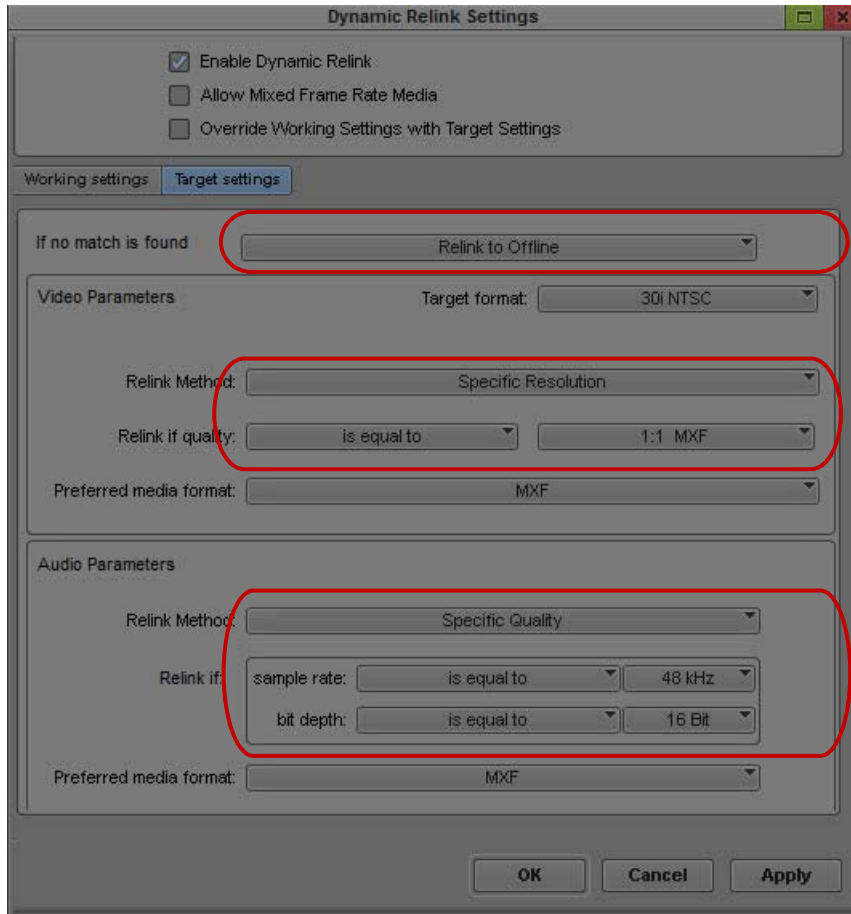 Dynamic Relink Settings
Enable Dynamic Relink
Allow Mixed Frame Rate Media
Override Working Settings with Target Settings
Working settings Target settings
If no match is found Relink to Offline
Video Parameters Target format: 30i NTSC
Relink Method: Specific Resolution
Relink if quality: is equal to 1:1 MXF
Preferred media format: MXF
Audio Parameters
Relink Method: Specific Quality
Relink if: sample rate: is equal to 48 kHz
bit depth: is equal to 16 Bit
Preferred media format: MXF
OK Cancel Apply